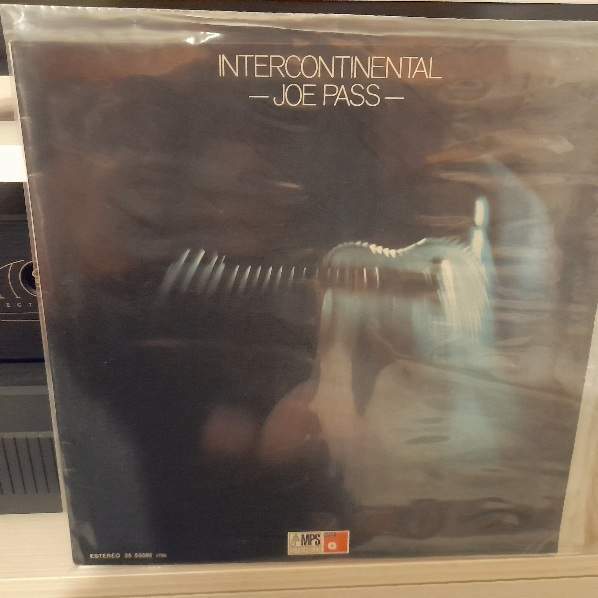 INTERCONTINENTAL
— JOE PASS —
MPS
ESTEREO